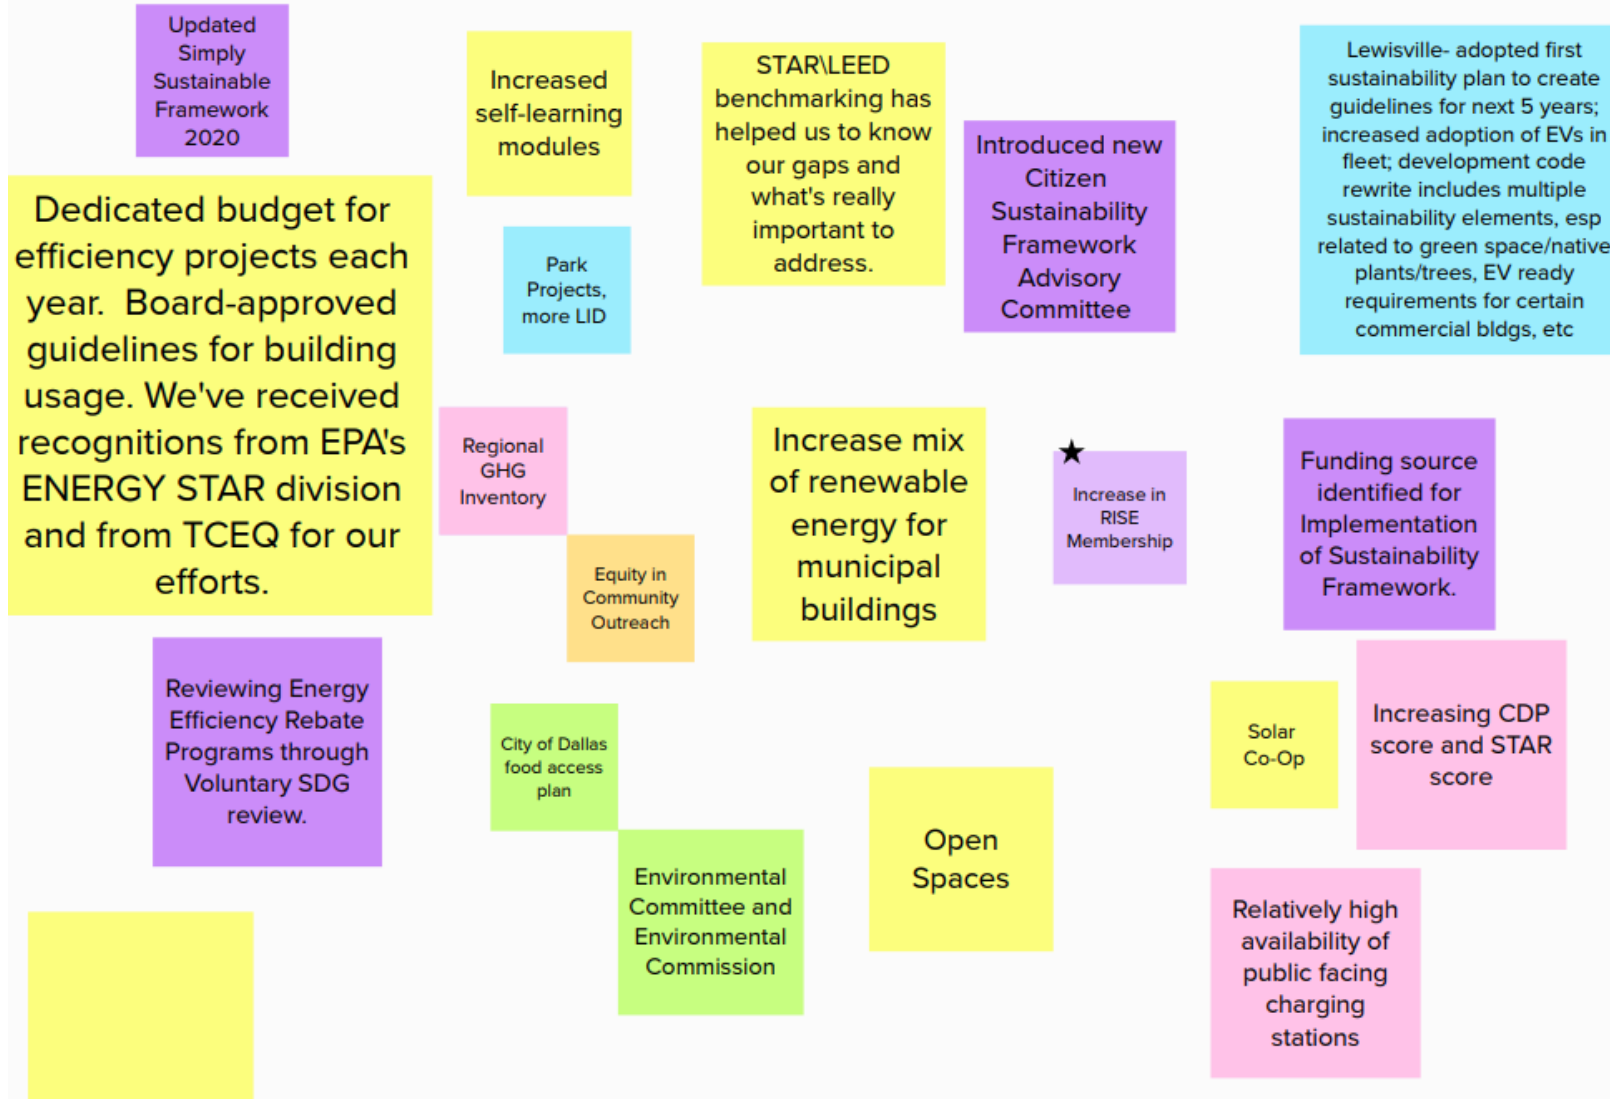 Updated
Simply
Sustainable
Framework
2020
Increased
self-learning
modules
STAR\LEED
benchmarking has
helped us to know
our gaps and
what's really
important to
address.
Introduced new
Citizen
Sustainability
Framework
Advisory
Committee
Lewisville- adopted first
sustainability plan to create
guidelines for next 5 years;
increased adoption of EVs in
fleet; development code
rewrite includes multiple
sustainability elements, esp
related to green space/native
plants/trees, EV ready
requirements for certain
commercial bldgs, etc
Dedicated budget for
efficiency projects each
year. Board-approved
guidelines for building
usage. We've received
recognitions from EPA's
ENERGY STAR division
and from TCEQ for our
efforts.
Park
Projects,
more LID
Regional
GHG
Inventory
Equity in
Community
Outreach
Increase mix
of renewable
energy for
municipal
buildings
Increase in
RISE
Membership
Funding source
identified for
Implementation
of Sustainability
Framework.
Reviewing Energy
Efficiency Rebate
Programs through
Voluntary SDG
review.
City of Dallas
food access
plan
Environmental
Committee and
Environmental
Commission
Open
Spaces
Solar
Co-Op
Increasing CDP
score and STAR
score
Relatively high
availability of
public facing
charging
stations